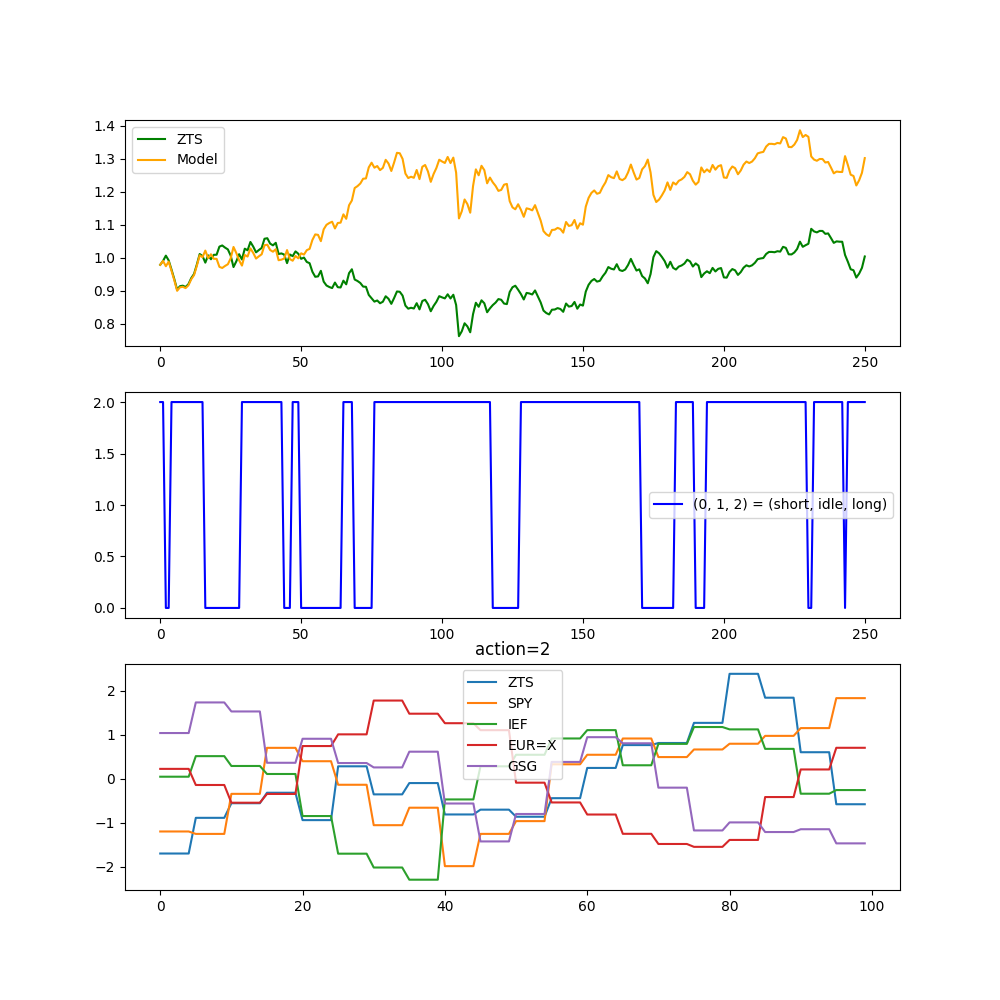 1.4
1.3
1.2
1.1
1.0
0.9
0.8
ZTS
Model
0 50 100 150 200 250
2.0
1.5
1.0
0.5
0.0
(0, 1, 2) = (short, idle, long)
0 50 100 150 200 250
action=2
2
1
0
−1
−2
ZTS
SPY
IEF
EUR=X
GSG
0 20 40 60 80 100